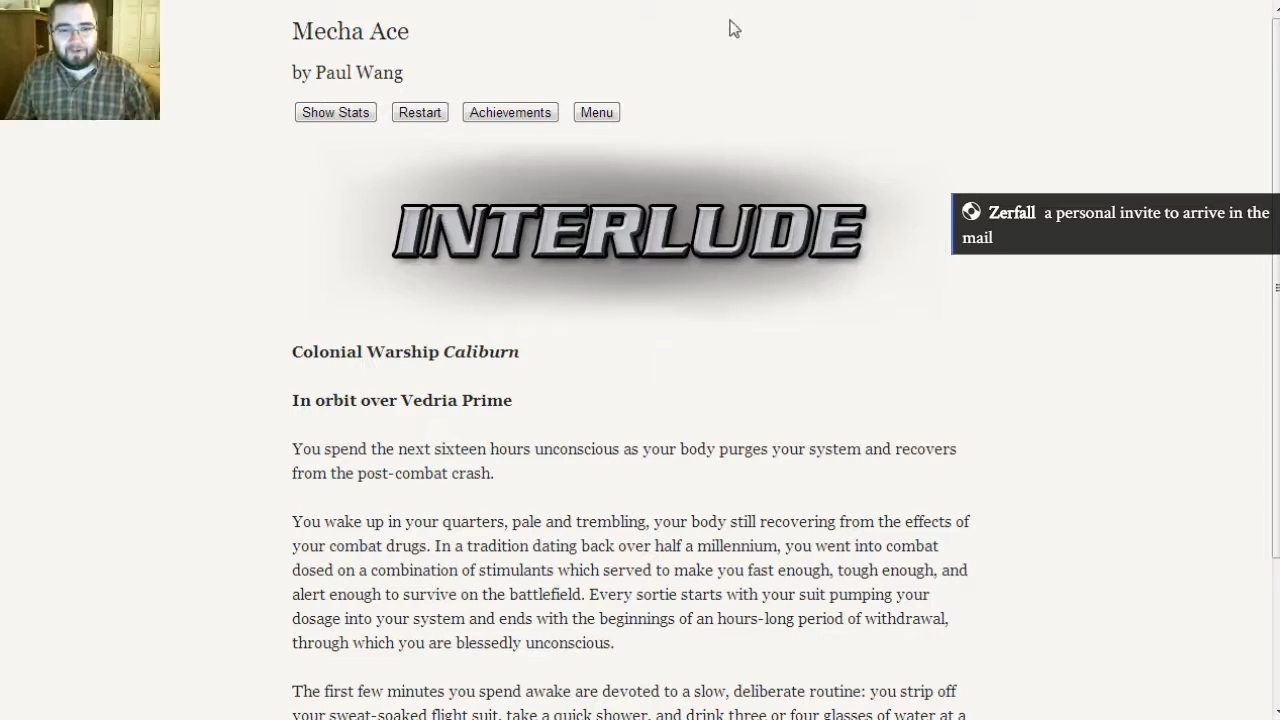 Mecha Ace
by Paul Wang
Show Stats Restart Achievements Menu
INTERLUDE
Zerfall a personal invite to arrive in the
mail
Colonial Warship Caliburn
In orbit over Vedria Prime
You spend the next sixteen hours unconscious as your body purges your system and recovers
from the post-combat crash.
You wake up in your quarters, pale and trembling, your body still recovering from the effects of
your combat drugs. In a tradition dating back over half a millennium, you went into combat
dosed on a combination of stimulants which served to make you fast enough, tough enough, and
alert enough to survive on the battlefield. Every sortie starts with your suit pumping your
dosage into your system and ends with the beginnings of an hours-long period of withdrawal,
through which you are blessedly unconscious.
The first few minutes you spend awake are devoted to a slow, deliberate routine: you strip off
your sweat-soaked flight suit, take a quick shower, and drink three or four glasses of water at a